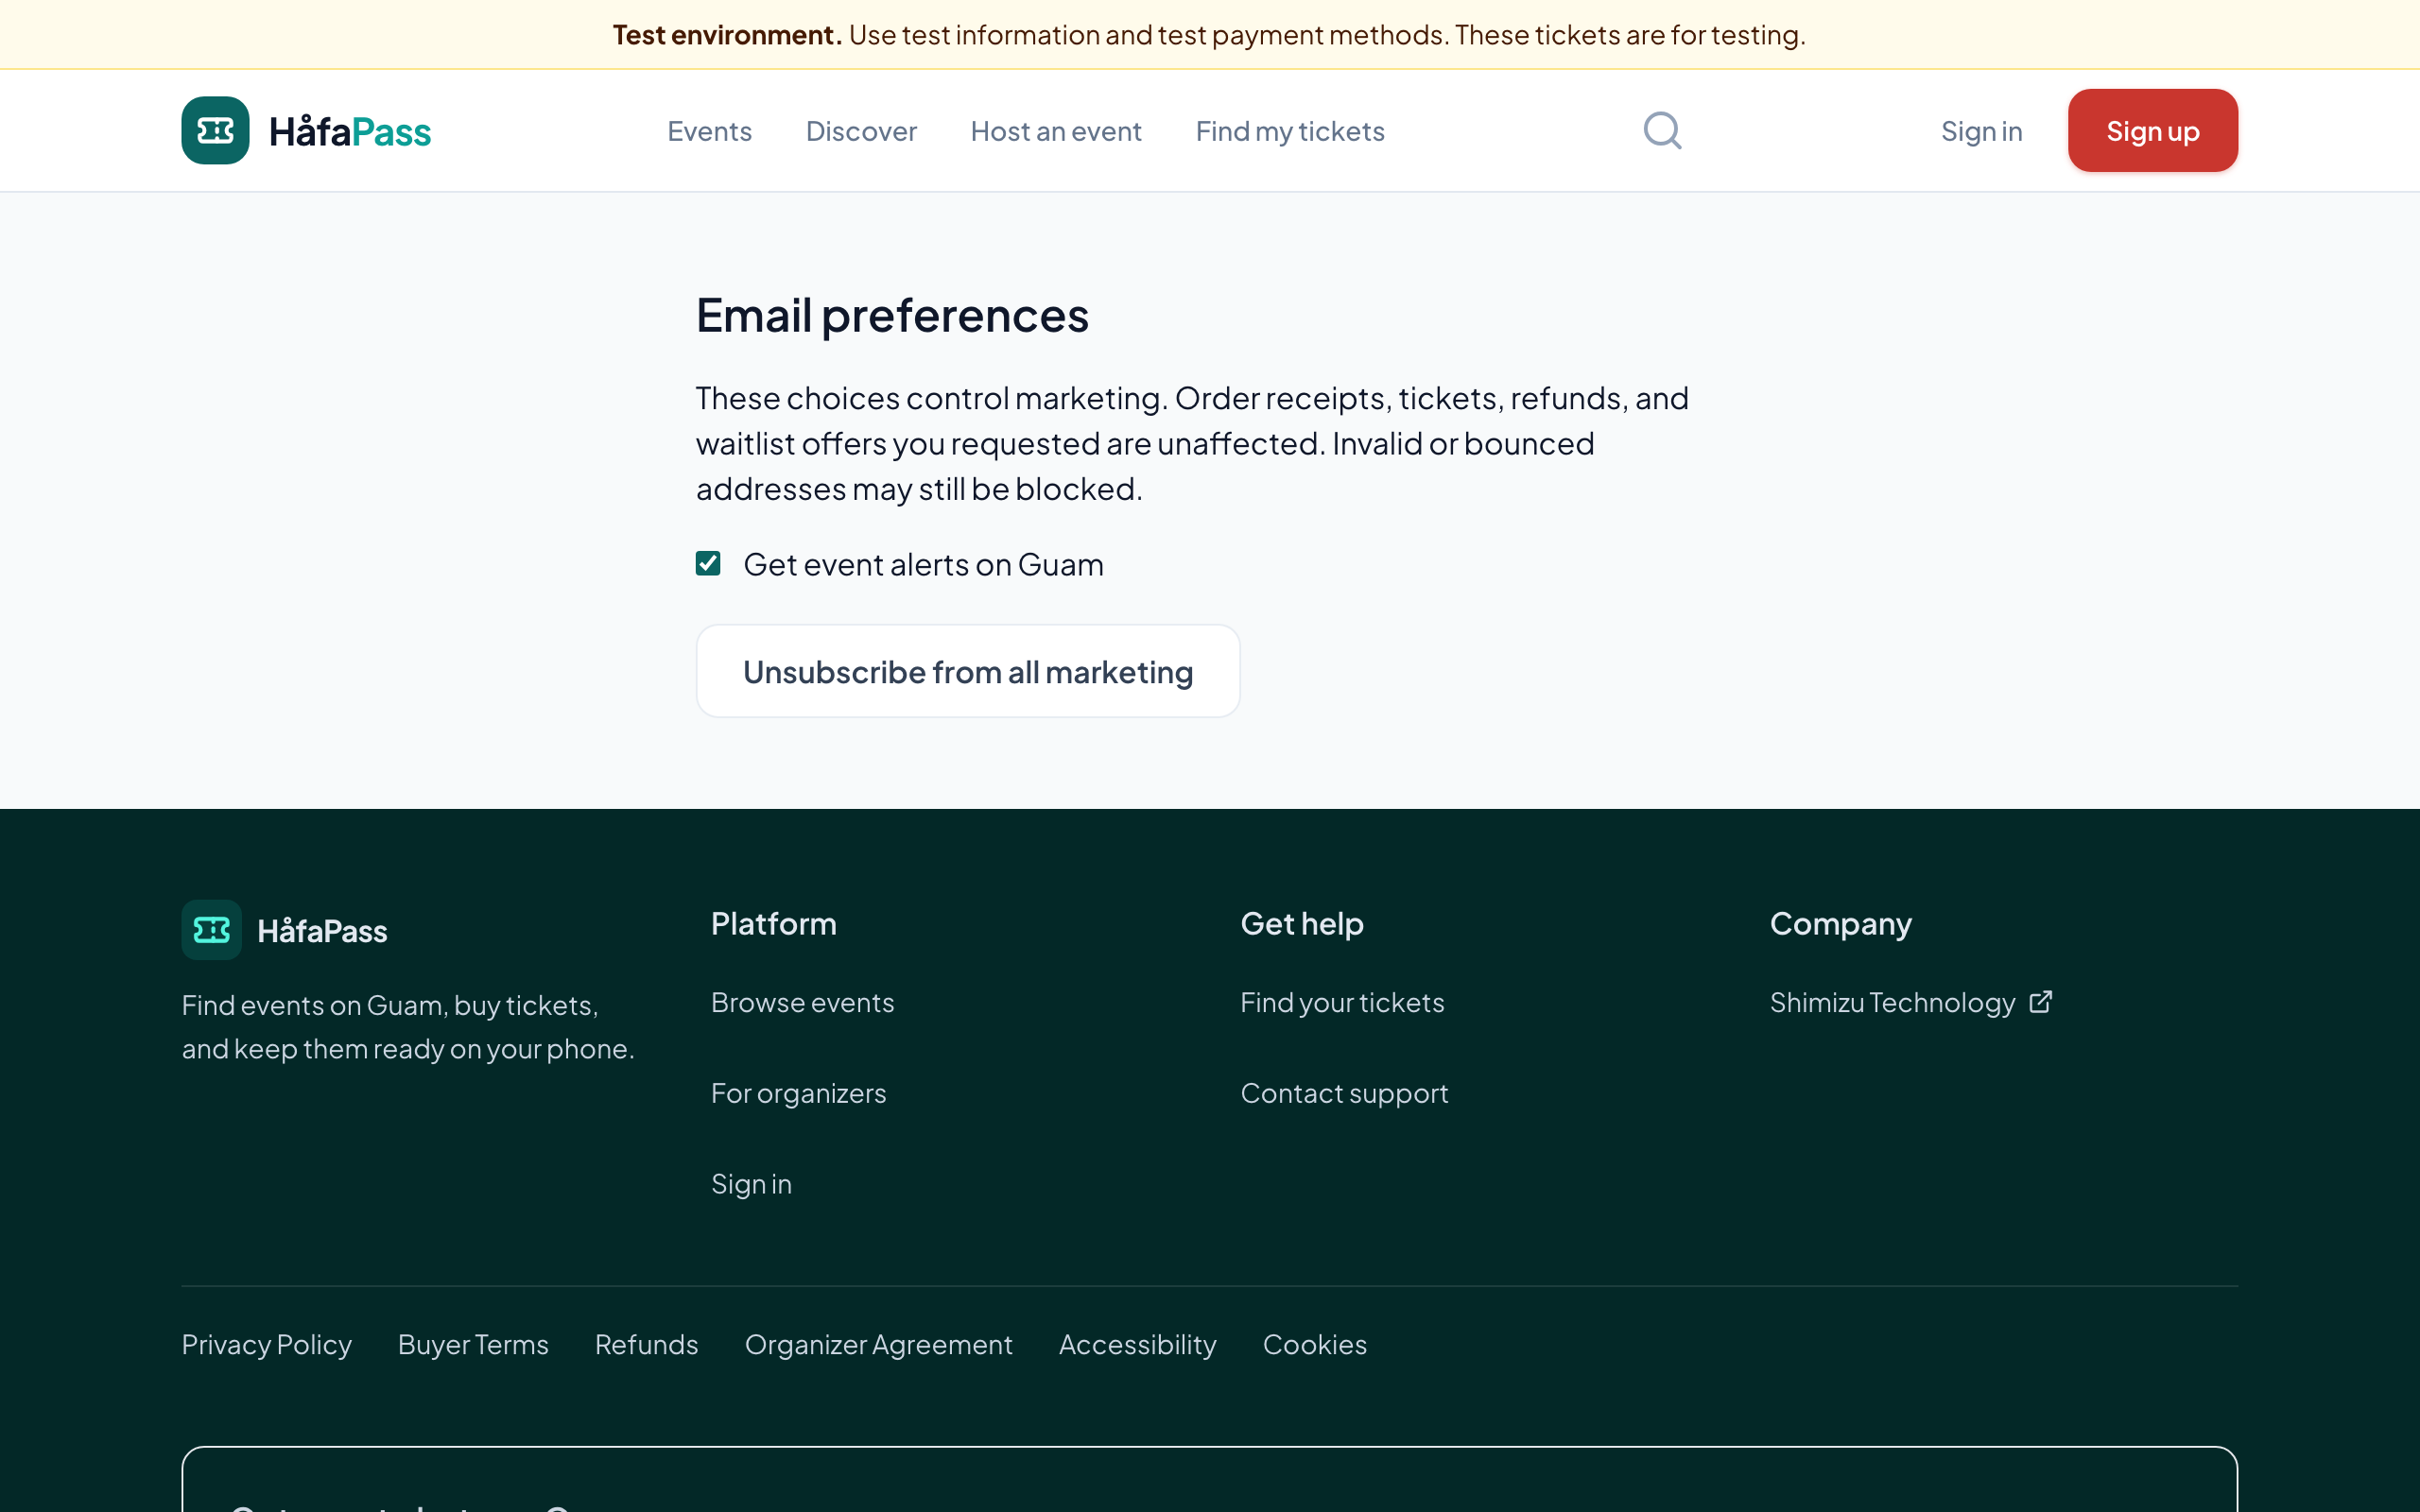 Test environment. Use test information and test payment methods. These tickets are for testing.
HåfaPass
Events
Discover
Host an event
Find my tickets
Sign in
Sign up
Email preferences
These choices control marketing. Order receipts, tickets, refunds, and
waitlist offers you requested are unaffected. Invalid or bounced
addresses may still be blocked.
Get event alerts on Guam
Unsubscribe from all marketing
HåfaPass
Find events on Guam, buy tickets,
and keep them ready on your phone.
Platform
Browse events
For organizers
Sign in
Get help
Find your tickets
Contact support
Company
Shimizu Technology
Privacy Policy
Buyer Terms
Refunds
Organizer Agreement
Accessibility
Cookies